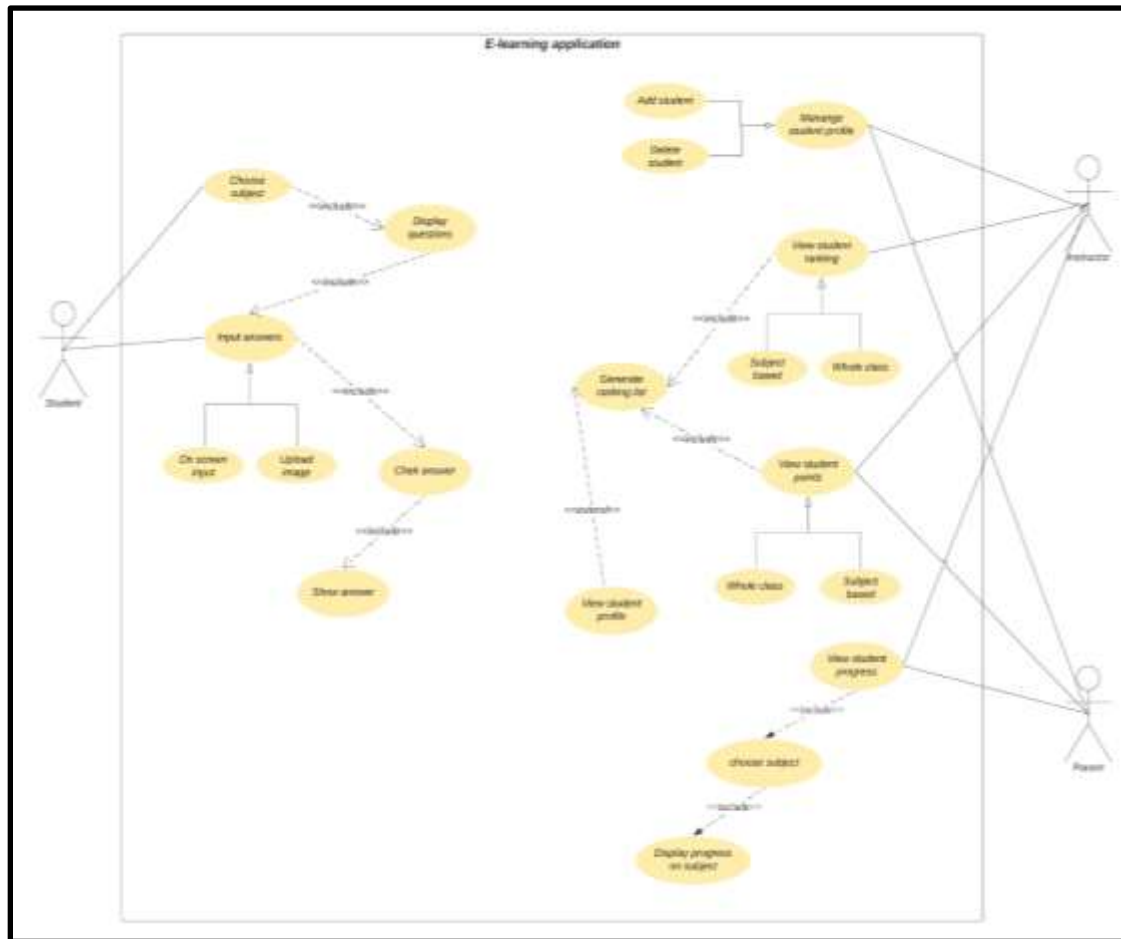 E-learning application
Add student
Manange
student profile
Delete
student
Choose
subject
<<include>>
Display
questions
<<include>>
Input answers
<<include>>
On screen
input
Upload
image
Chek answer
<<include>>
Show answer
Student
View student
ranking
<<include>>
Subject
based
Whole class
Generate
ranking list
<<include>>
View student
points
<<extend>>
Whole class
Subject
based
View student
profile
View student
progress
<<include>>
choose subject
<<include>>
Display progress
on subject
Instructor
Parent